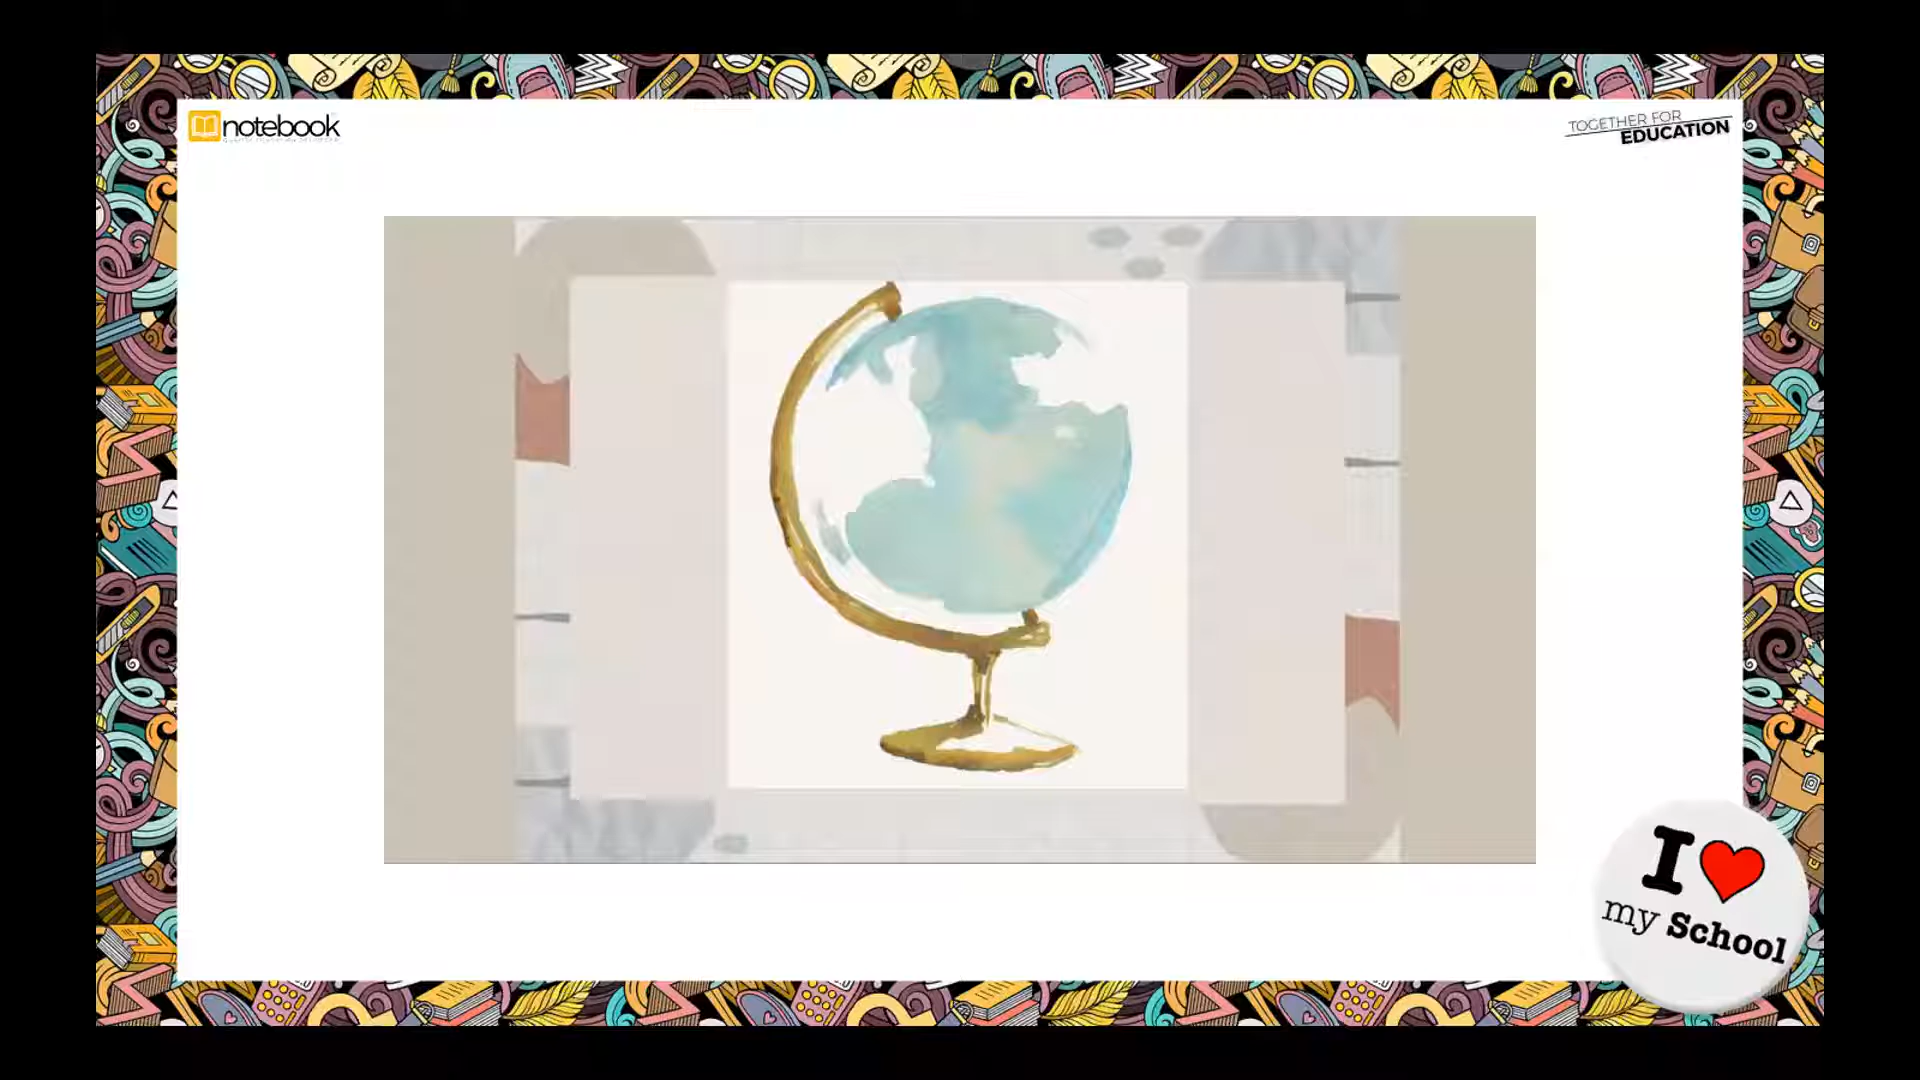 notebook
TOGETHER FOR
EDUCATION
I
my School